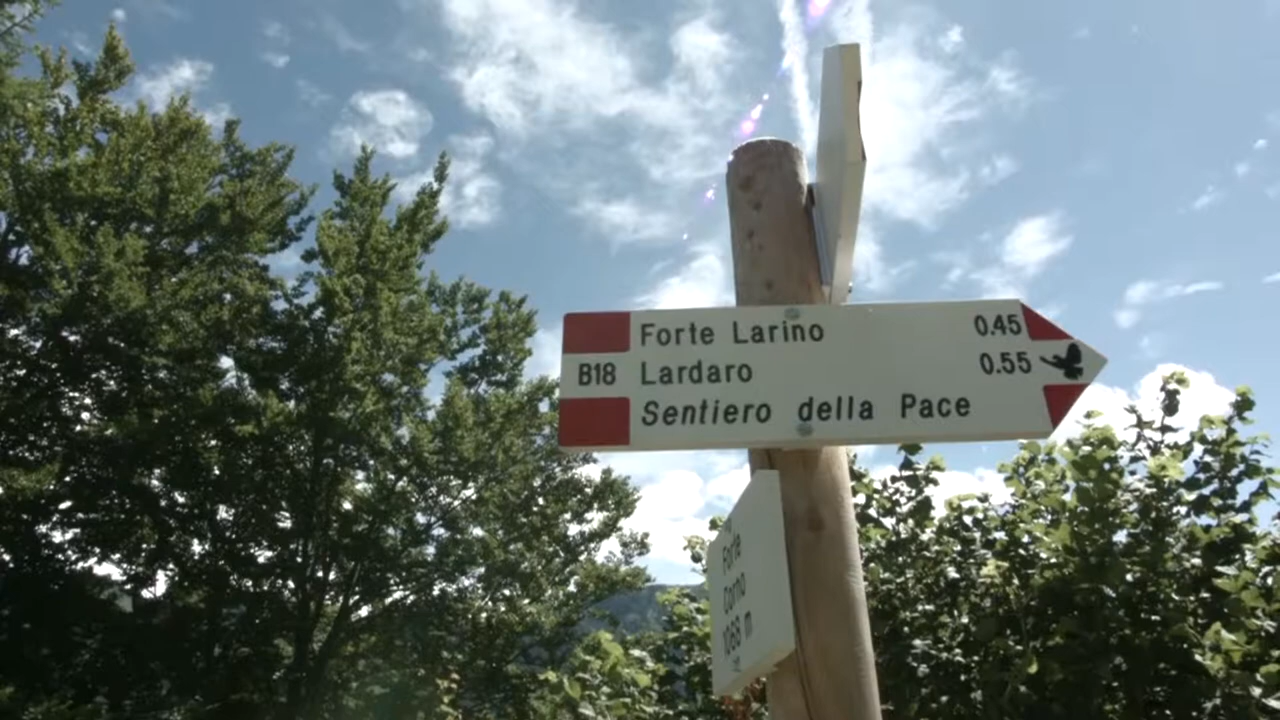 Forte Larino 0.45
B18 Lardaro 0.55
Sentiero della Pace
Forte
Corno
1068 m